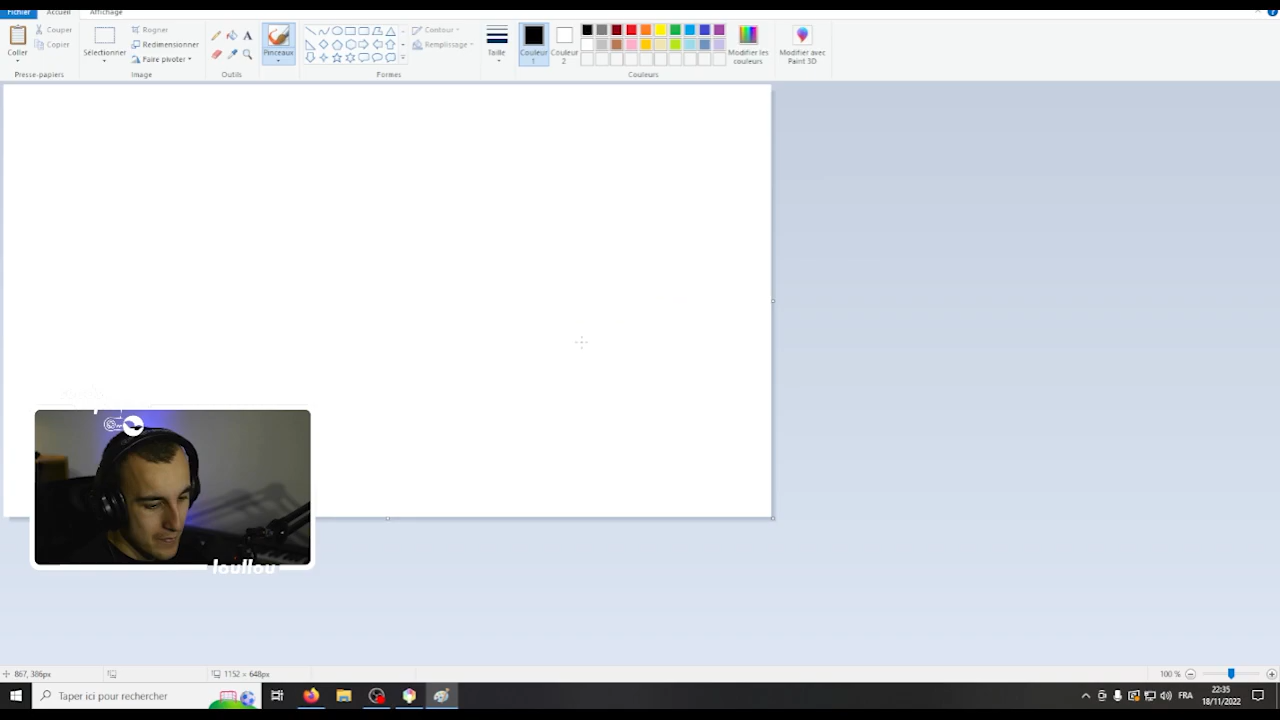 Fichier Accueil Affichage
Coller
Couper
Copier
Presse-papiers
Sélectionner
Rogner
Redimensionner
Faire pivoter
Image
Outils
Pinceaux
Contour
Remplissage
Formes
Taille
Couleur
1
Couleur
2
Modifier les
couleurs
Couleurs
Modifier avec
Paint 3D
loullou
867, 386px
1152 × 648px
100 %
Taper ici pour rechercher
FRA
22:35
18/11/2022